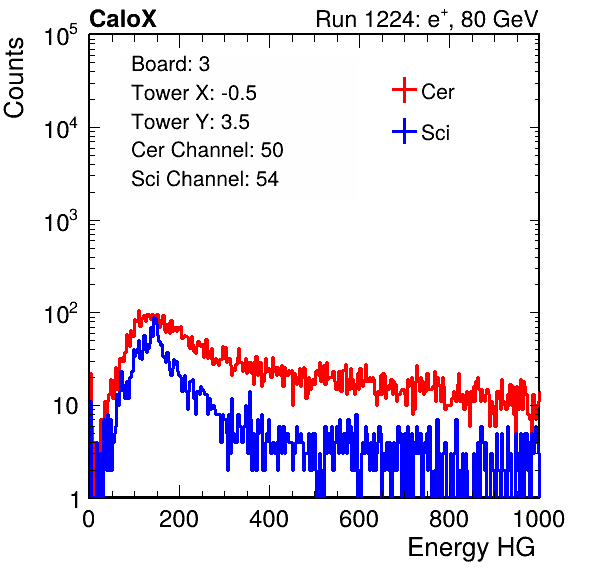 CaloX Run 1224: e⁺, 80 GeV
Counts
10⁵
10⁴
10³
10²
10
1
Board: 3
Tower X: -0.5
Tower Y: 3.5
Cer Channel: 50
Sci Channel: 54
Cer
Sci
0 200 400 600 800 1000
Energy HG